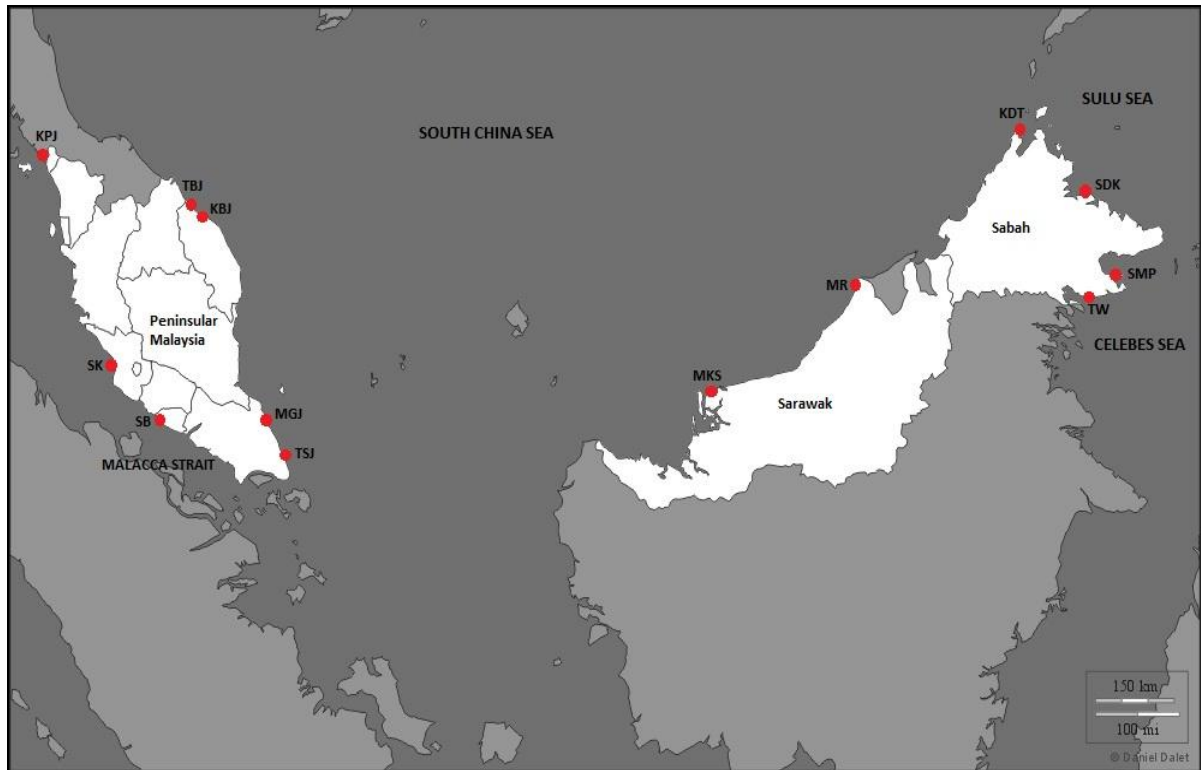 SULU SEA
KDT
SOUTH CHINA SEA
KPJ
TBJ
SDK
KBJ
Sabah
SMP
MR
TW
Peninsular
Malaysia
CELEBES SEA
SK
MKS
Sarawak
MGJ
SB
TSJ
MALACCA STRAIT
150 km
100 mi
© Daniel Dalet